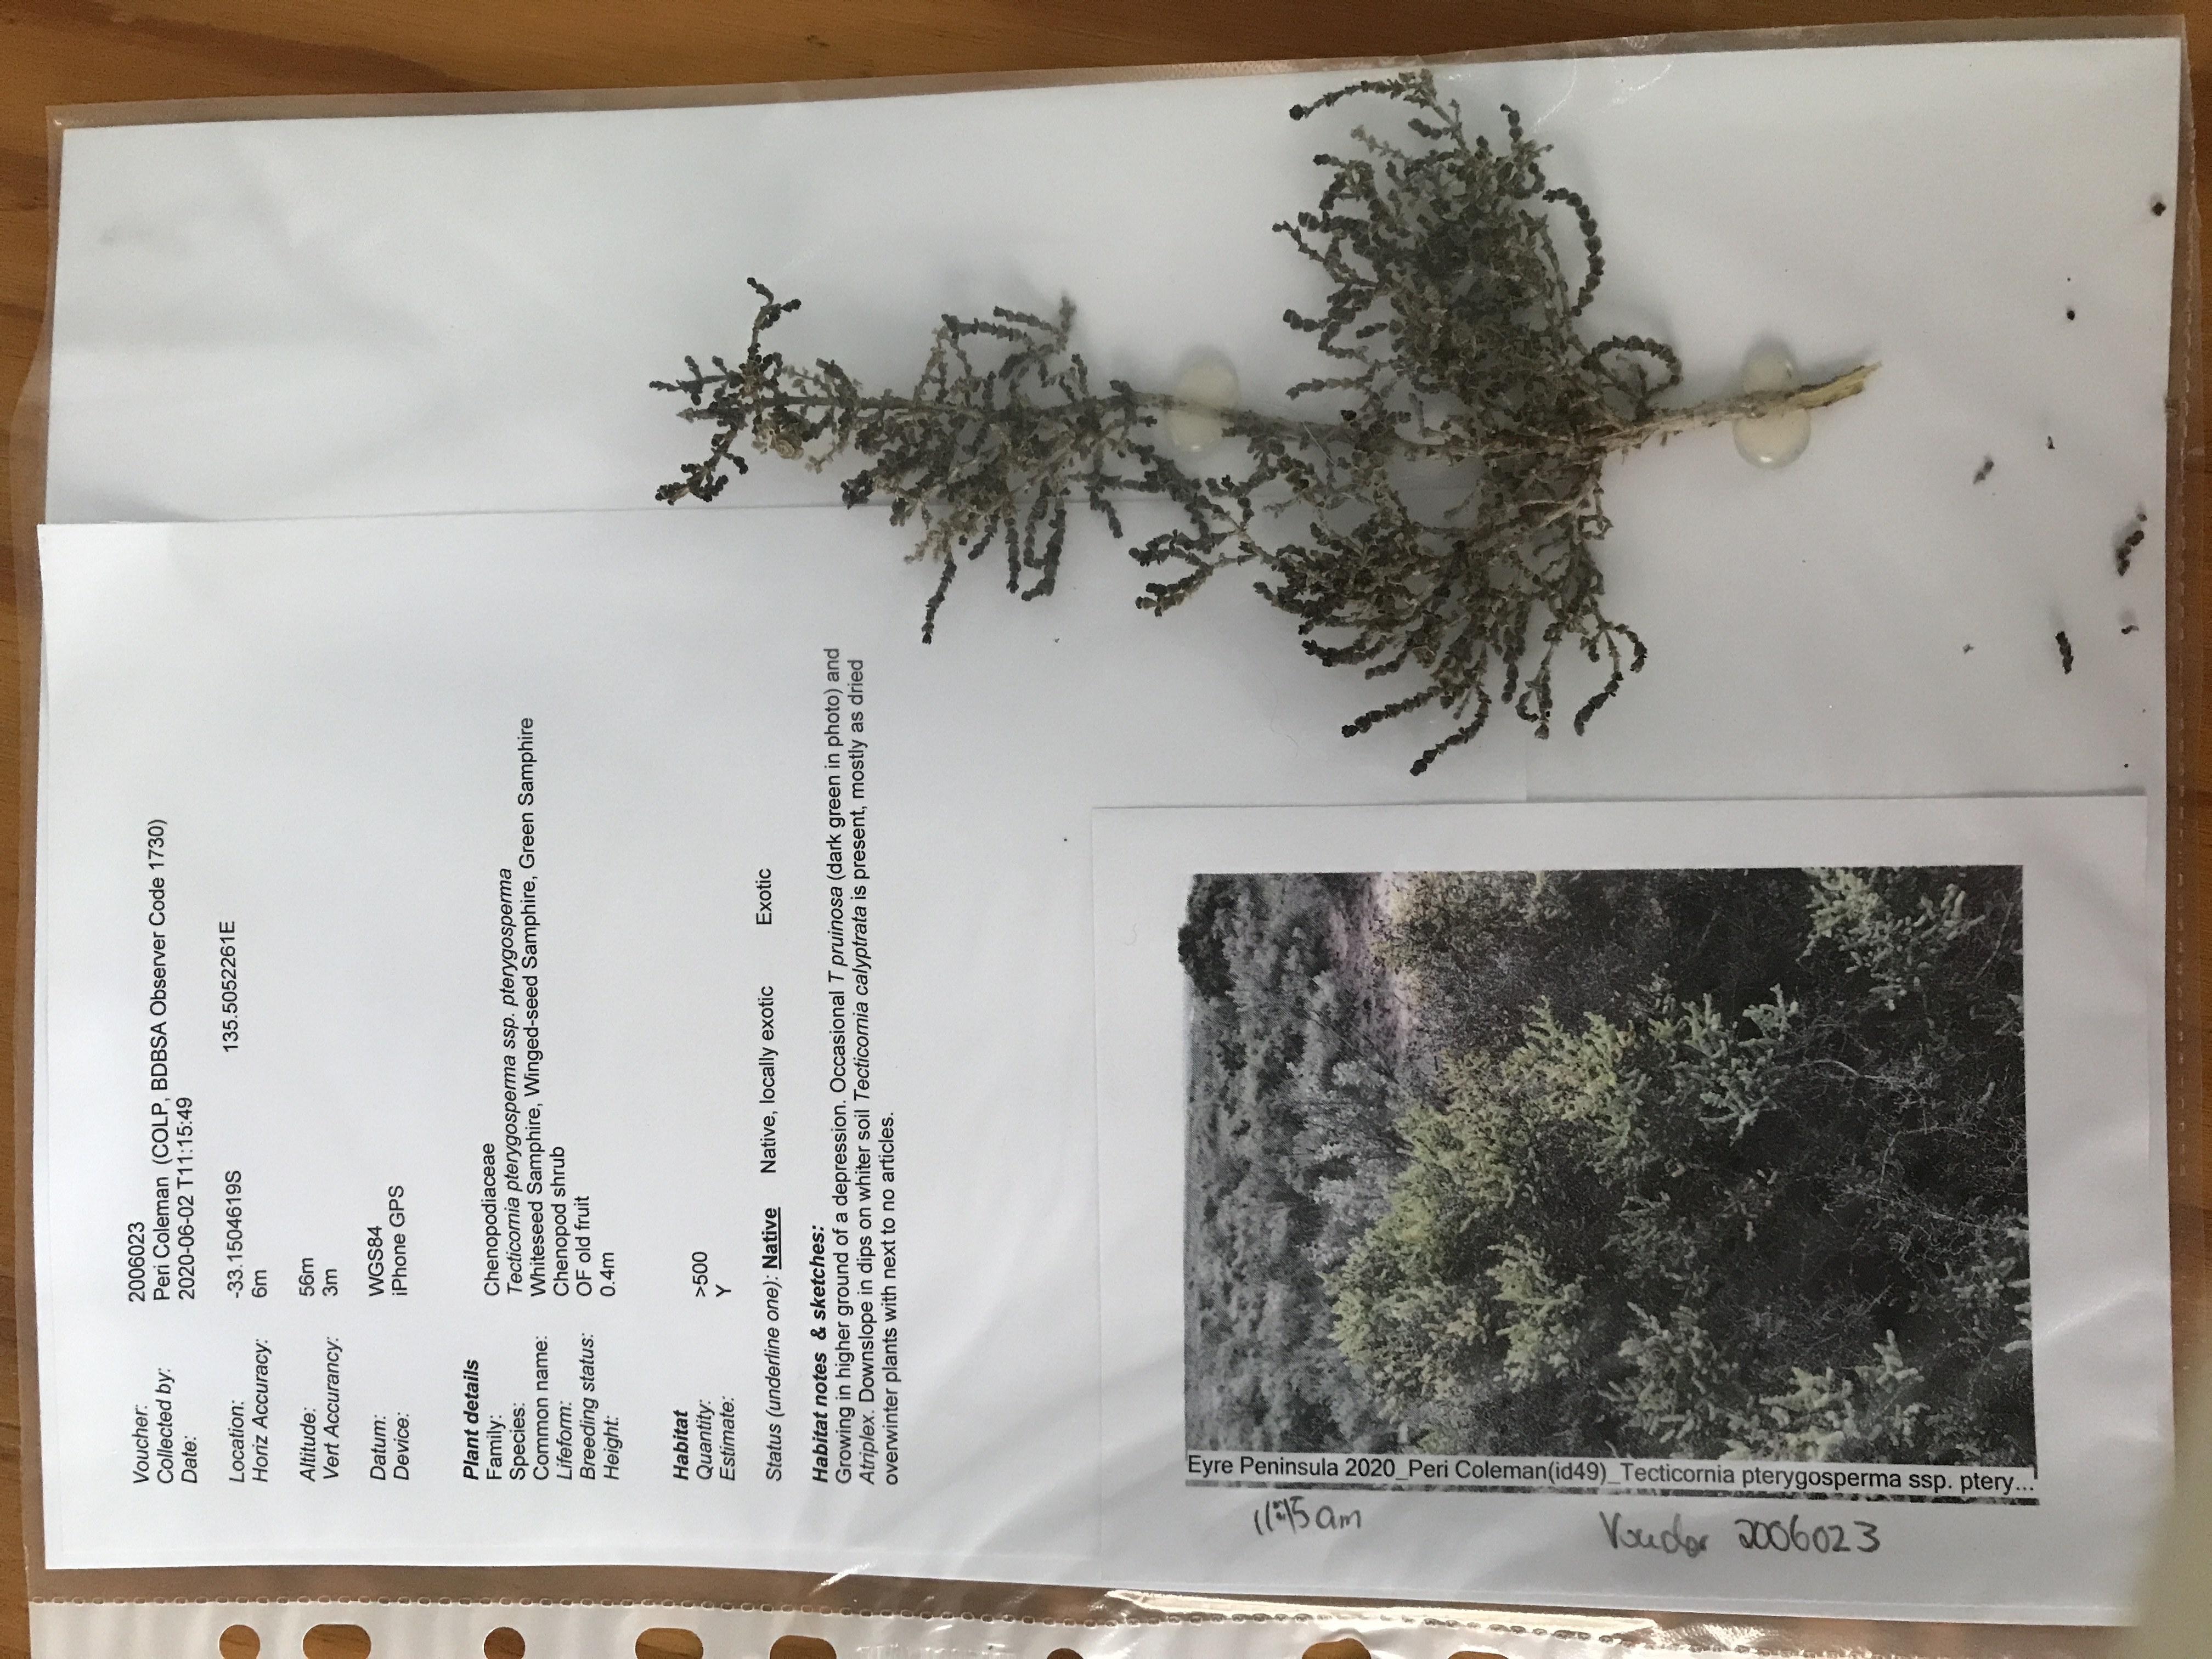 Voucher: 2006023
Collected by: Peri Coleman (COLP, BDBSA Observer Code 1730)
Date: 2020-06-02 T11:15:49
Location: -33.1504619S 135.5052261E
Horiz Accuracy: 6m
Altitude: 56m
Vert Accurancy: 3m
Datum: WGS84
Device: iPhone GPS
Plant details
Family: Chenopodiaceae
Species: Tecticornia pterygosperma ssp. pterygosperma
Common name: Whiteseed Samphire, Winged-seed Samphire, Green Samphire
Lifeform: Chenopod shrub
Breeding status: OF old fruit
Height: 0.4m
Habitat
Quantity: >500
Estimate: Y
Status (underline one): Native Native, locally exotic Exotic
Habitat notes & sketches:
Growing in higher ground of a depression. Occasional T pruinosa (dark green in photo) and
Atriplex. Downslope in dips on whiter soil Tecticornia calyptrata is present, mostly as dried
overwinter plants with next to no articles.
Eyre Peninsula 2020_Peri Coleman(id49)_Tecticornia pterygosperma ssp. ptery...
11:15am
Voucher 2006023